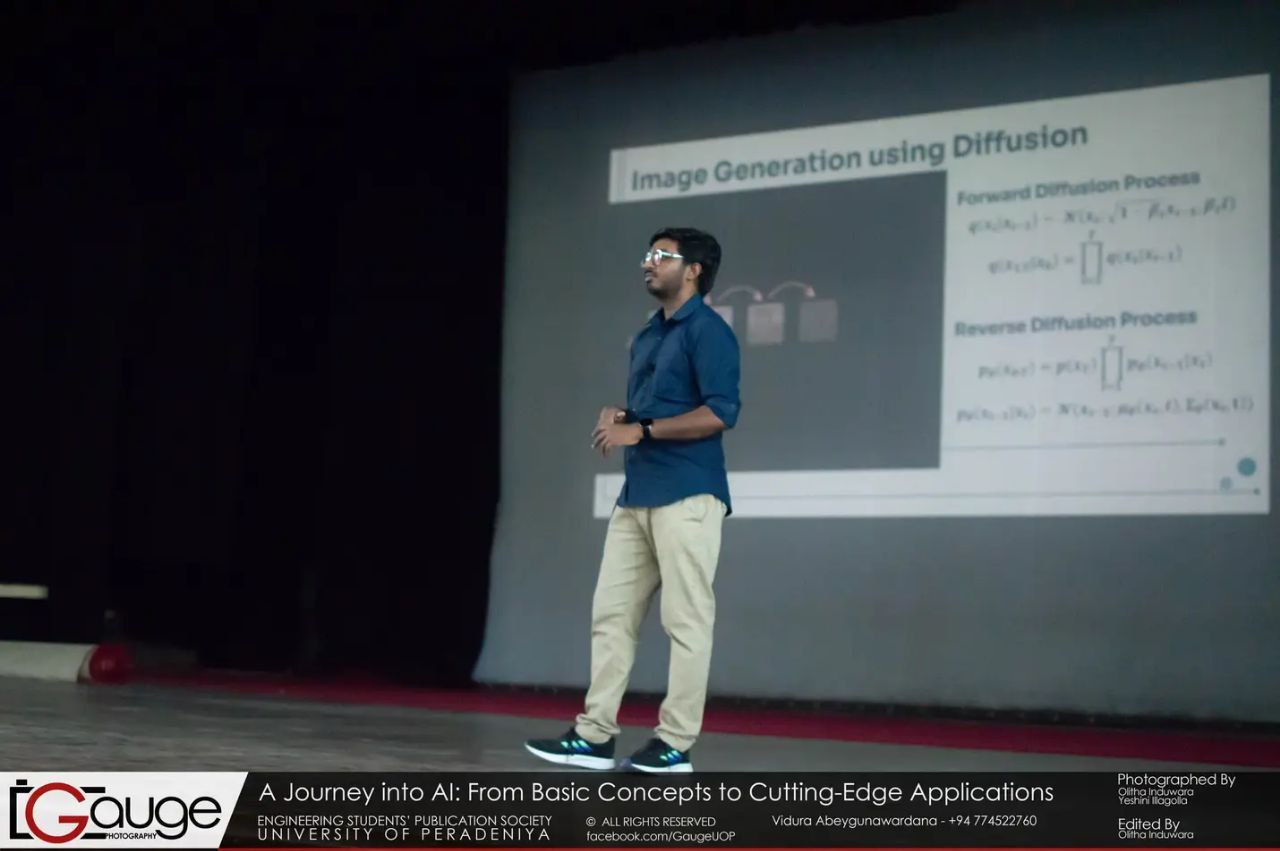 Image Generation using Diffusion
Forward Diffusion Process
Reverse Diffusion Process
Gauge
PHOTOGRAPHY
A Journey into AI: From Basic Concepts to Cutting-Edge Applications
ENGINEERING STUDENTS' PUBLICATION SOCIETY
UNIVERSITY OF PERADENIYA
© ALL RIGHTS RESERVED
facebook.com/GaugeUOP
Vidura Abeygunawardana - +94 774522760
Photographed By
Olitha Induwara
Yeshini Illagolla
Edited By
Olitha Induwara